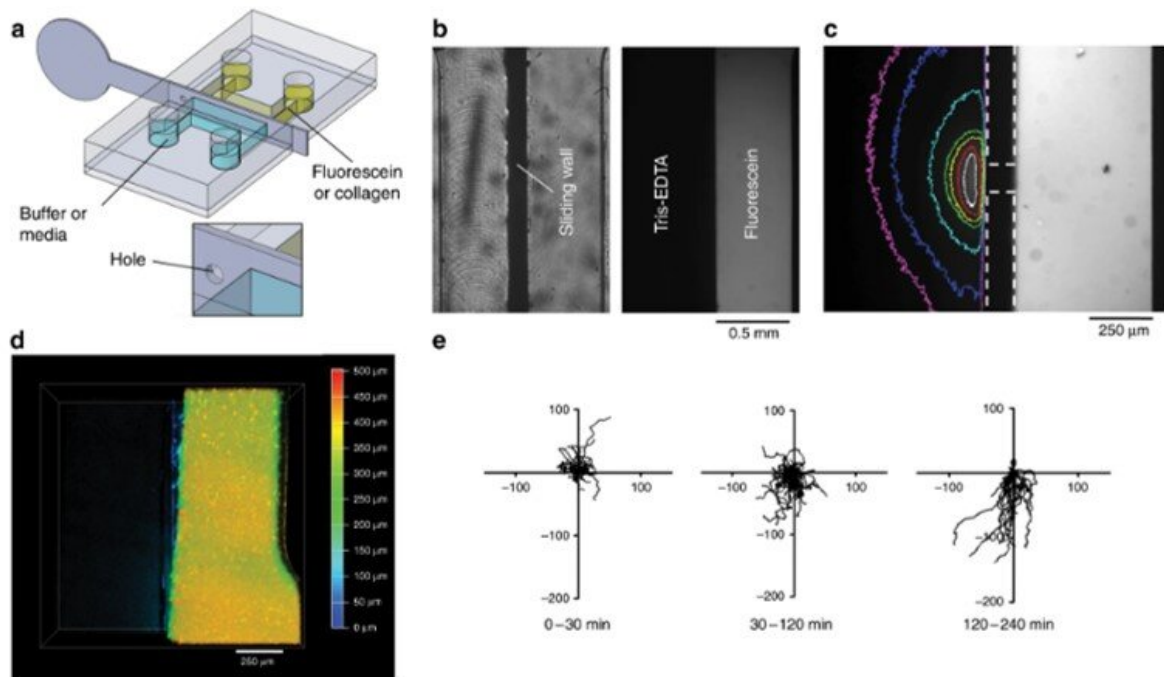 a
Fluorescein
or collagen
Buffer or
media
Hole
b
Sliding wall
Tris-EDTA
Fluorescein
0.5 mm
c
250 μm
d
500 μm
450 μm
400 μm
350 μm
300 μm
250 μm
200 μm
150 μm
100 μm
50 μm
0 μm
250 μm
e
100
-100
100
-100
-200
0–30 min
100
-100
100
-100
-200
30–120 min
100
-100
100
-100
-200
120–240 min